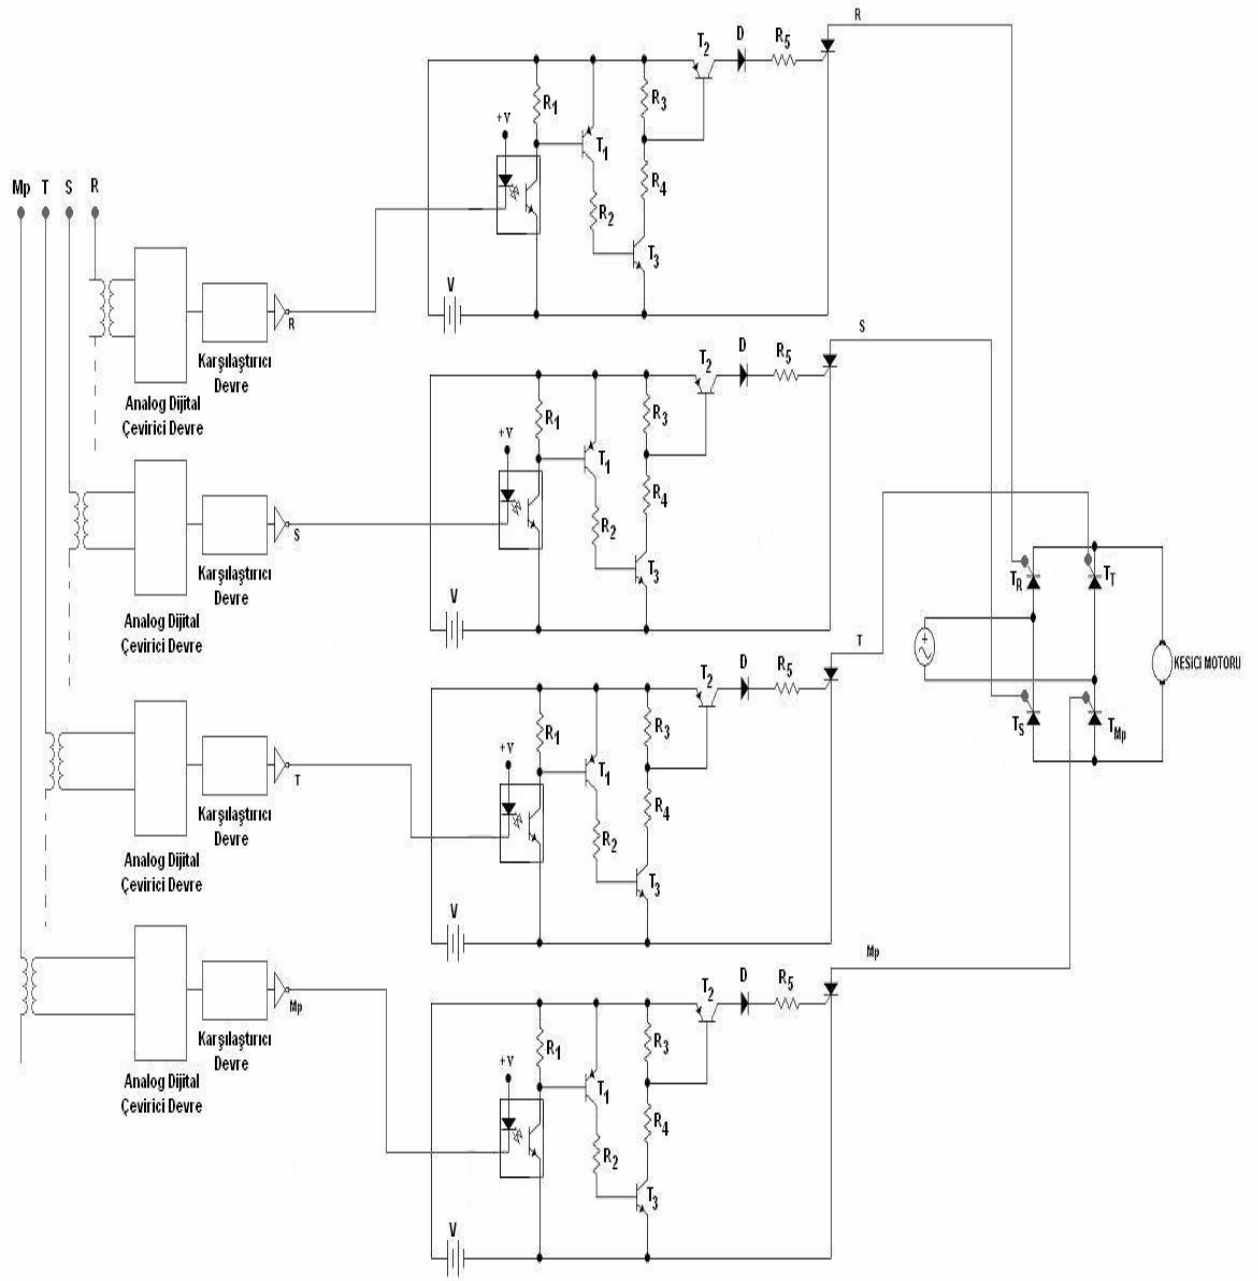 Mp T S R
R
T2 D R5
R1
R3
+V
T1
R4
R2
T3
V
R
Karşılaştırıcı
Devre
Analog Dijital
Çevirici Devre
S
T2 D R5
R1
R3
+V
T1
R4
R2
T3
V
S
Karşılaştırıcı
Devre
Analog Dijital
Çevirici Devre
TR
TT
KESİCİ MOTORU
TS
TMp
T
T2 D R5
R1
R3
+V
T1
R4
R2
T3
V
T
Karşılaştırıcı
Devre
Analog Dijital
Çevirici Devre
Mp
T2 D R5
R1
R3
+V
T1
R4
R2
T3
V
Mp
Karşılaştırıcı
Devre
Analog Dijital
Çevirici Devre